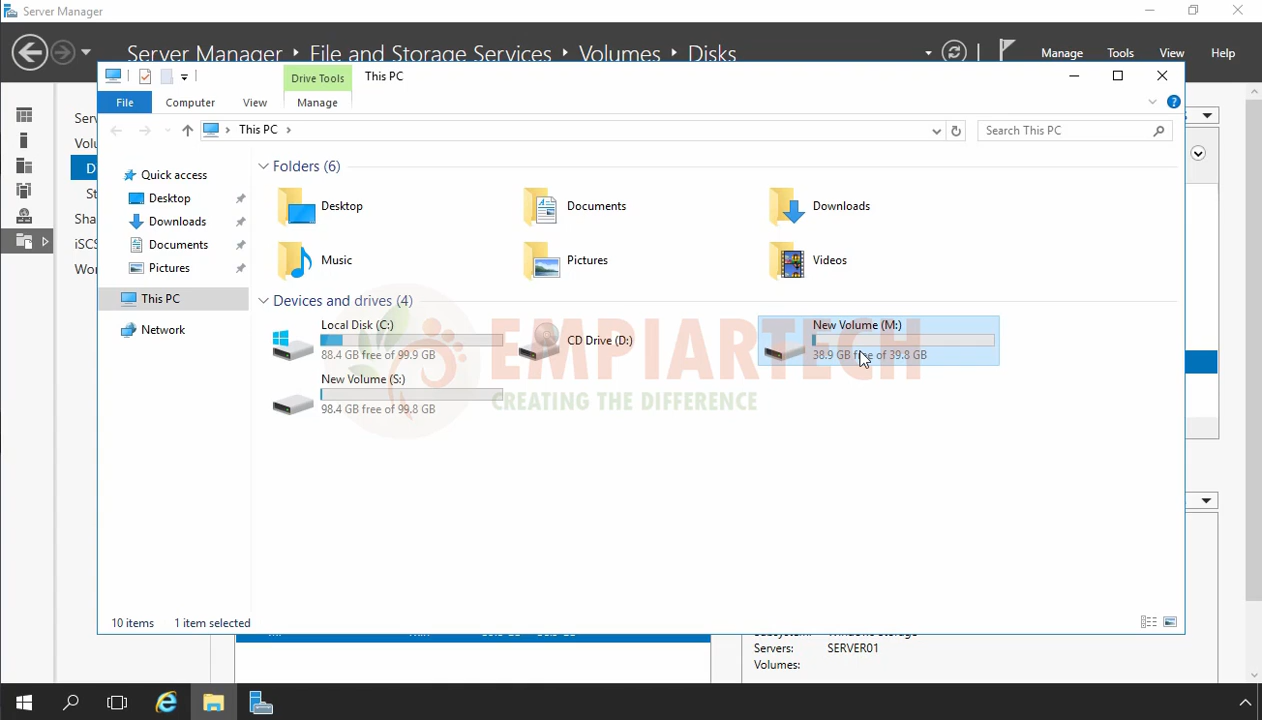 Server Manager
Server Manager ‣ File and Storage Services ‣ Volumes ‣ Disks
Manage Tools View Help
Drive Tools This PC
File Computer View Manage
This PC
Search This PC
Quick access
Desktop
Downloads
Documents
Pictures
This PC
Network
Folders (6)
Desktop Documents Downloads
Music Pictures Videos
Devices and drives (4)
Local Disk (C:)
88.4 GB free of 99.9 GB
CD Drive (D:)
New Volume (M:)
38.9 GB free of 39.8 GB
New Volume (S:)
98.4 GB free of 99.8 GB
EMPIARTECH
CREATING THE DIFFERENCE
10 items 1 item selected
Servers: SERVER01
Volumes: